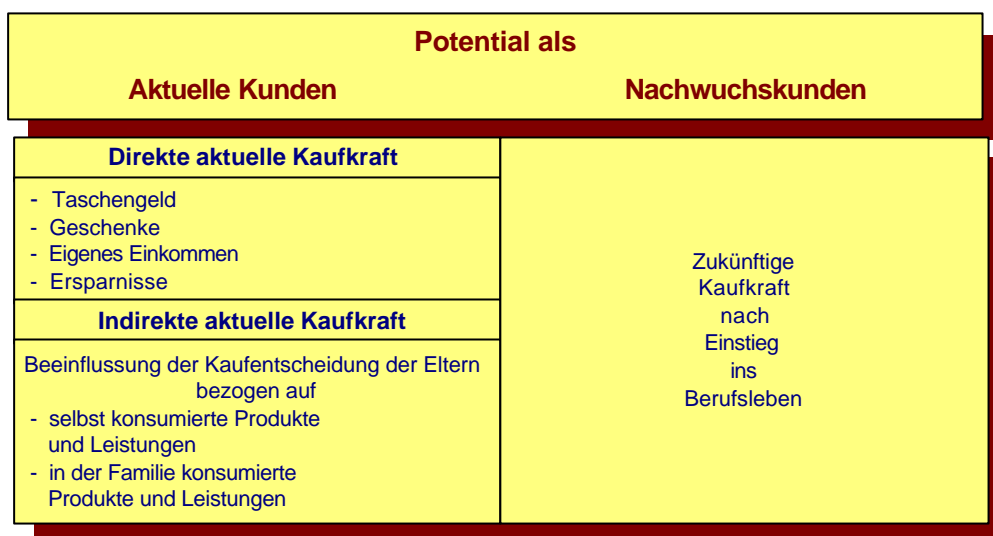 Potential als
Aktuelle Kunden
Nachwuchskunden
Direkte aktuelle Kaufkraft
- Taschengeld
- Geschenke
- Eigenes Einkommen
- Ersparnisse
Indirekte aktuelle Kaufkraft
Beeinflussung der Kaufentscheidung der Eltern
bezogen auf
- selbst konsumierte Produkte
und Leistungen
- in der Familie konsumierte
Produkte und Leistungen
Zukünftige
Kaufkraft
nach
Einstieg
ins
Berufsleben